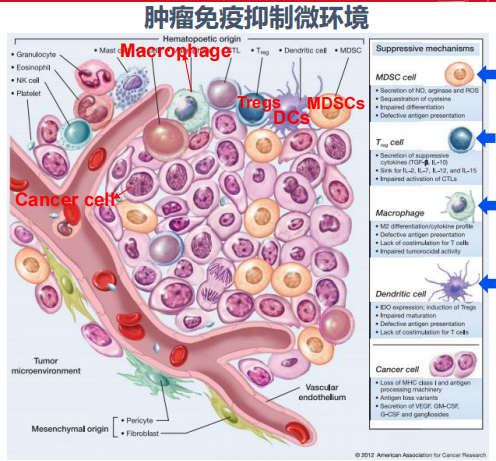 肿瘤免疫抑制微环境
Hematopoetic origin
• Granulocyte
• Eosinophil
• NK cell
• Platelet
• Mast
CTL
• Treg
• Dendritic cell
• MDSC
Macrophage
Tregs
DCs
MDSCs
Cancer cell
Tumor
microenvironment
Mesenchymal origin
• Pericyte
• Fibroblast
Vascular
endothelium
Suppressive mechanisms
MDSC cell
• Secretion of NO, arginase and ROS
• Sequestration of cysteine
• Impaired differentiation
• Defective antigen presentation
Treg cell
• Secretion of suppressive
cytokines (TGF-β, IL-10)
• Sink for IL-2, IL-7, IL-12, and IL-15
• Impaired activation of CTLs
Macrophage
• M2 differentiation/cytokine profile
• Defective antigen presentation
• Lack of costimulation for T cells
• Impaired tumorocidal activity
Dendritic cell
• IDO expression; induction of Tregs
• Impaired maturation
• Defective antigen presentation
• Lack of costimulation for T cells
Cancer cell
• Loss of MHC class I and antigen
processing machinery
• Antigen loss variants
• Secretion of VEGF, GM-CSF,
G-CSF and gangliosides
© 2012 American Association for Cancer Research